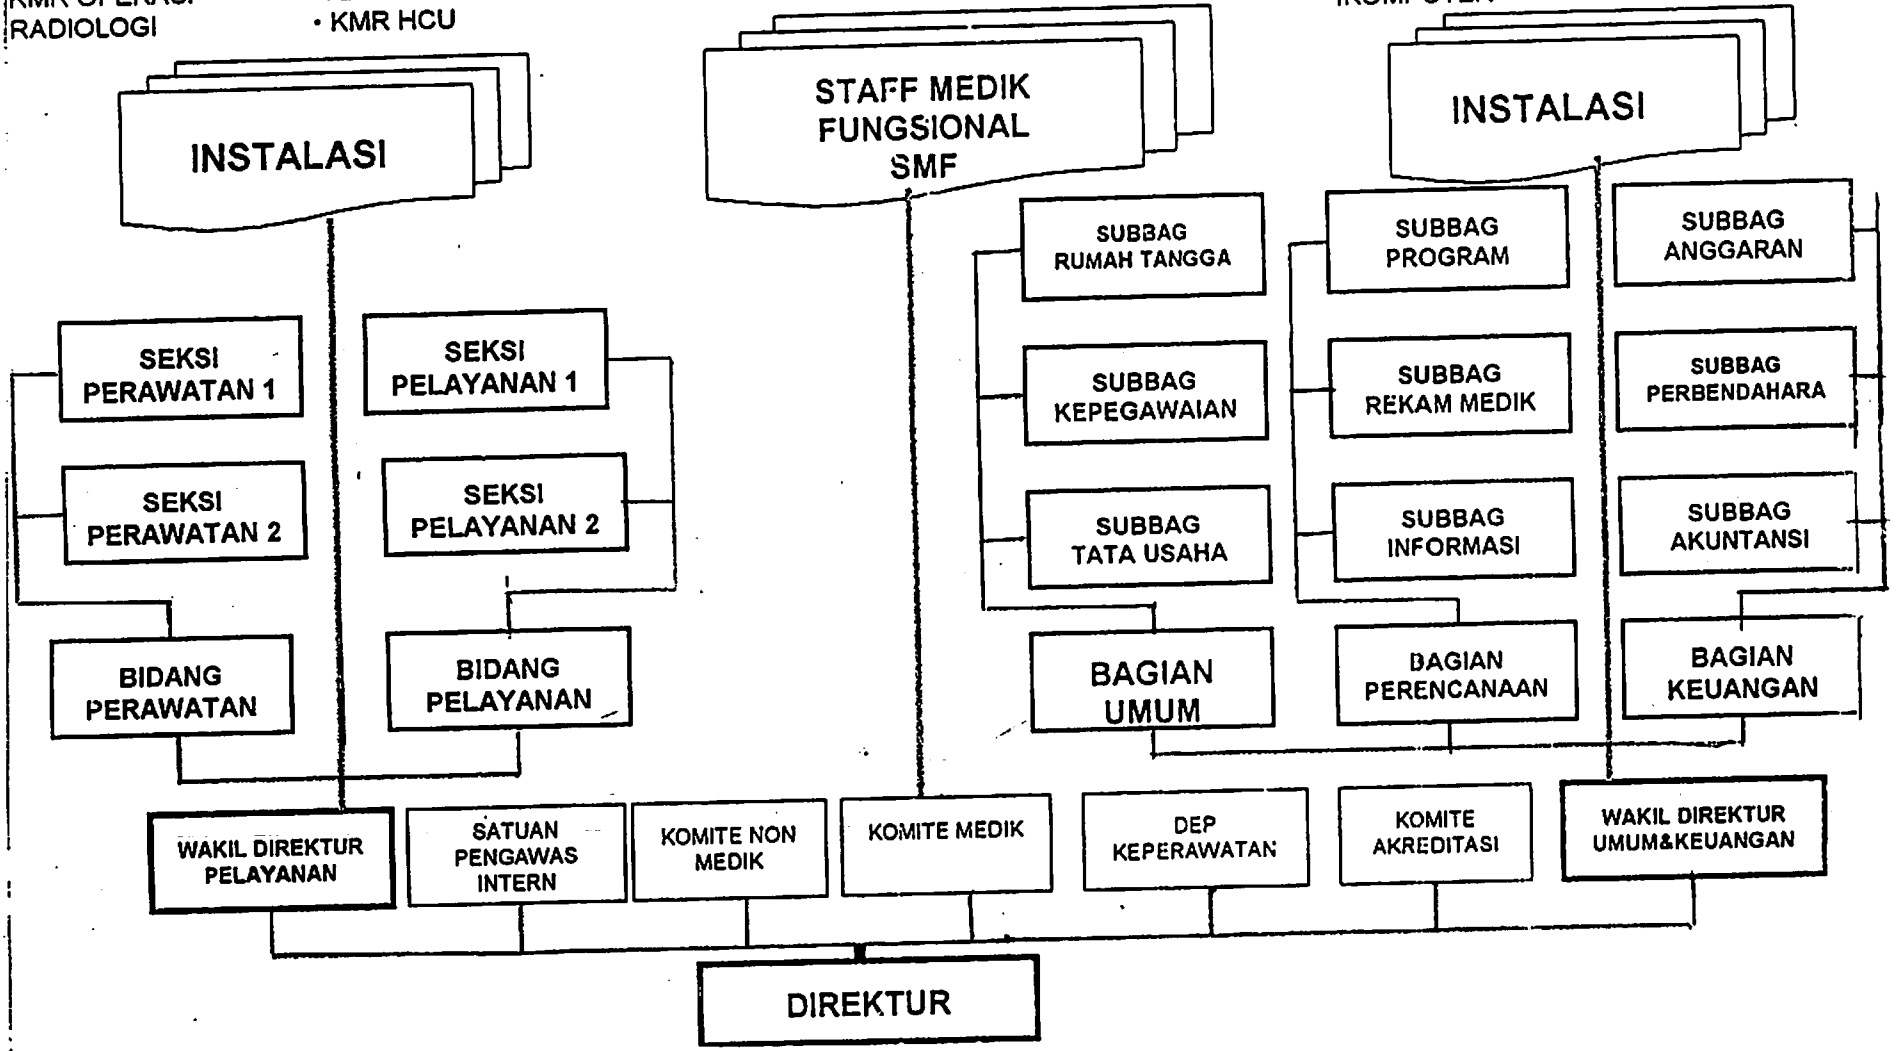 RADIOLOGI
• KMR HCU
INSTALASI
STAFF MEDIK
FUNGSIONAL
SMF
INSTALASI
SUBBAG
RUMAH TANGGA
SUBBAG
PROGRAM
SUBBAG
ANGGARAN
SEKSI
PERAWATAN 1
SEKSI
PELAYANAN 1
SUBBAG
KEPEGAWAIAN
SUBBAG
REKAM MEDIK
SUBBAG
PERBENDAHARA
SEKSI
PERAWATAN 2
SEKSI
PELAYANAN 2
SUBBAG
TATA USAHA
SUBBAG
INFORMASI
SUBBAG
AKUNTANSI
BIDANG
PERAWATAN
BIDANG
PELAYANAN
BAGIAN
UMUM
BAGIAN
PERENCANAAN
BAGIAN
KEUANGAN
WAKIL DIREKTUR
PELAYANAN
SATUAN
PENGAWAS
INTERN
KOMITE NON
MEDIK
KOMITE MEDIK
DEP
KEPERAWATAN
KOMITE
AKREDITASI
WAKIL DIREKTUR
UMUM&KEUANGAN
DIREKTUR